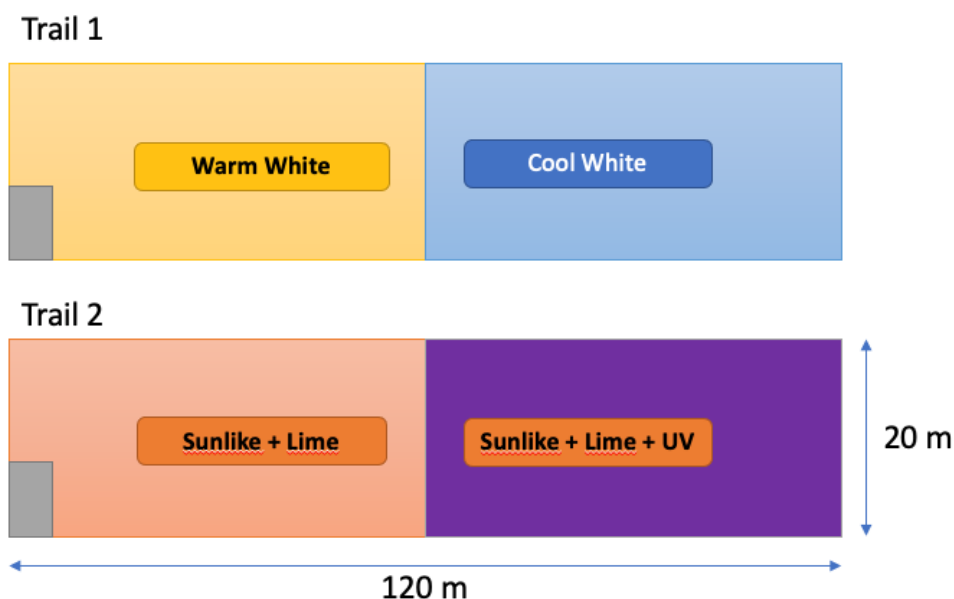 Trail 1
Warm White
Cool White
Trail 2
Sunlike + Lime
Sunlike + Lime + UV
20 m
120 m